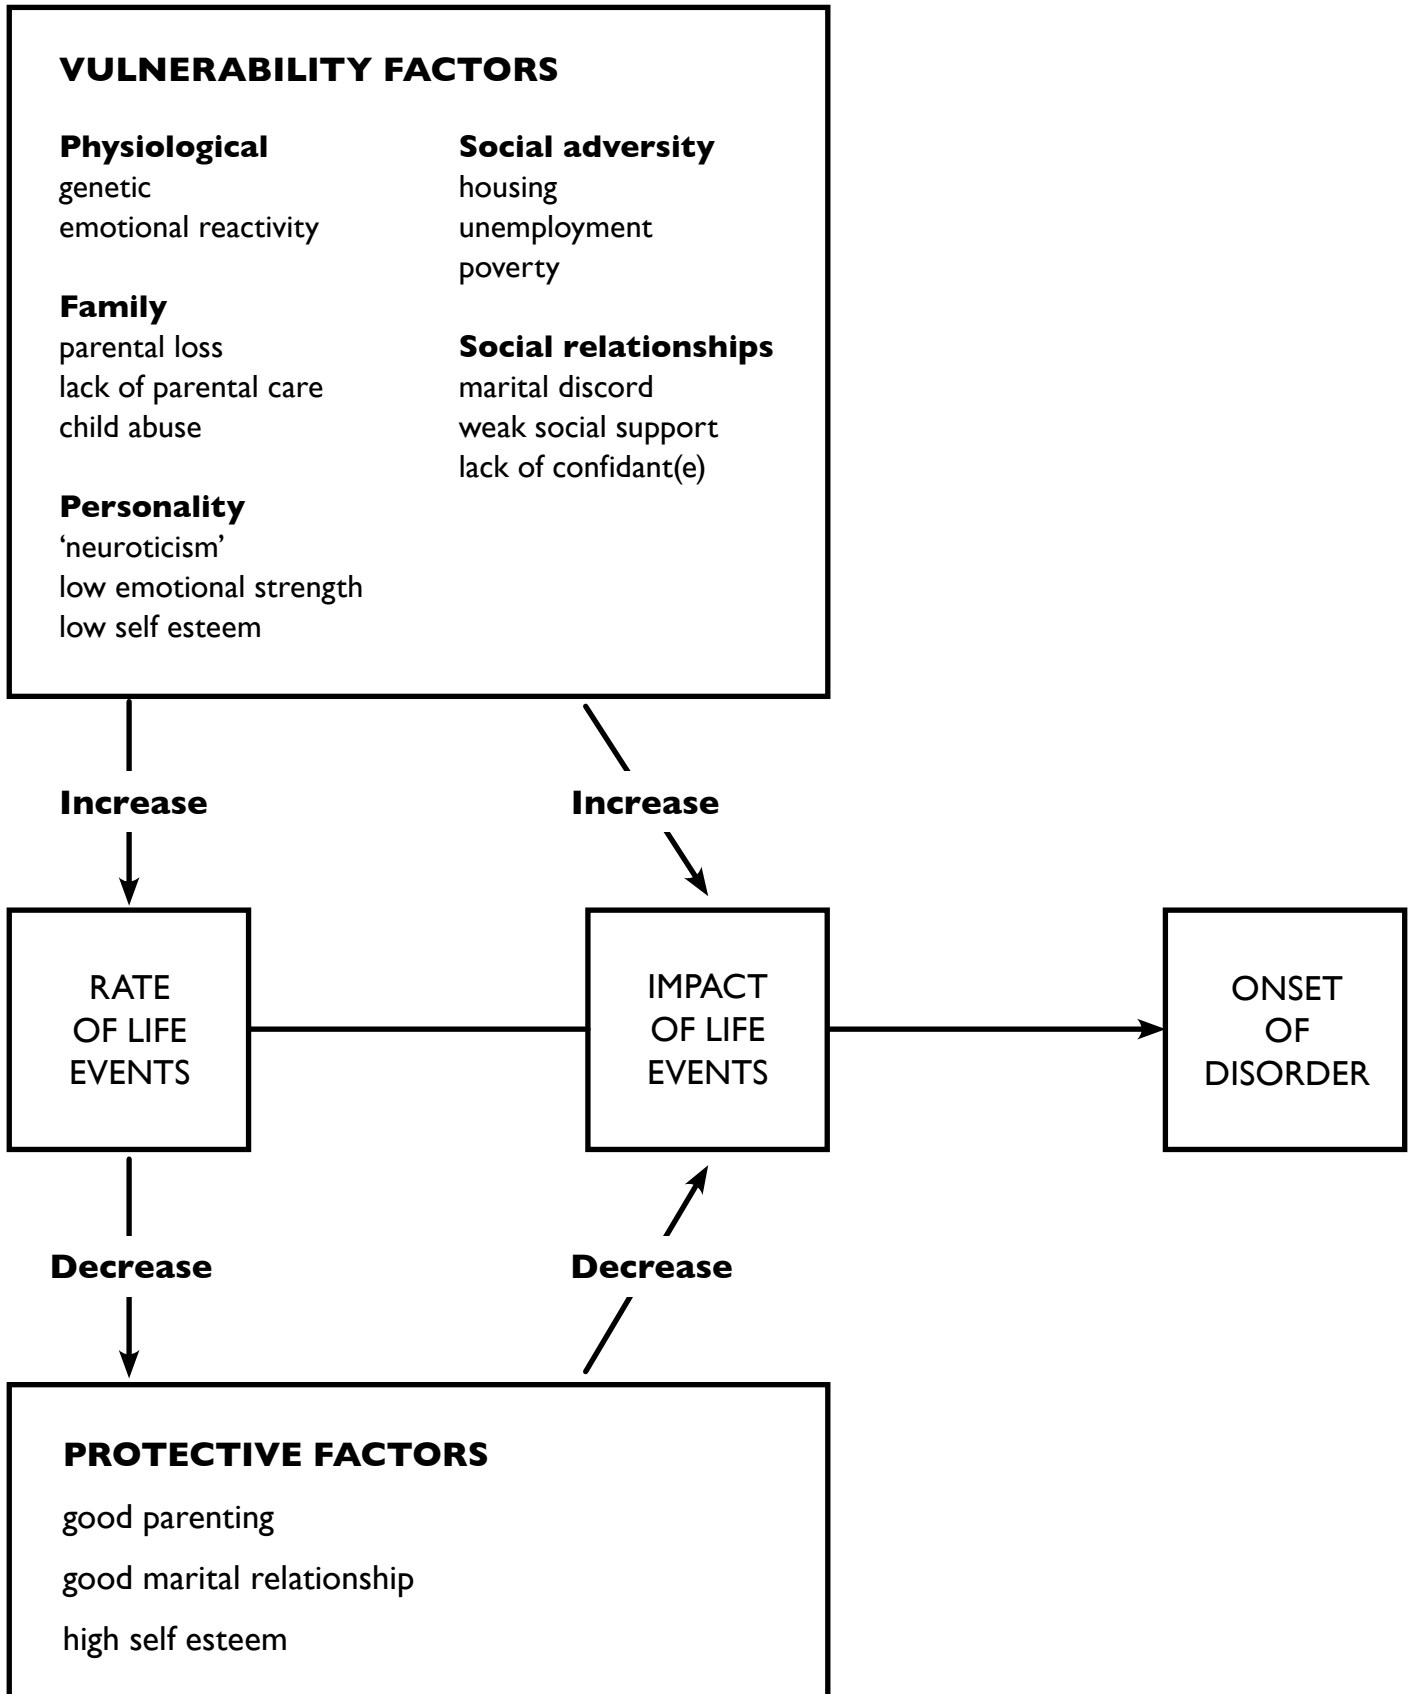 VULNERABILITY FACTORS
Physiological
genetic
emotional reactivity
Family
parental loss
lack of parental care
child abuse
Personality
‘neuroticism’
low emotional strength
low self esteem
Social adversity
housing
unemployment
poverty
Social relationships
marital discord
weak social support
lack of confidant(e)
Increase
Increase
RATE
OF LIFE
EVENTS
IMPACT
OF LIFE
EVENTS
ONSET
OF
DISORDER
Decrease
Decrease
PROTECTIVE FACTORS
good parenting
good marital relationship
high self esteem